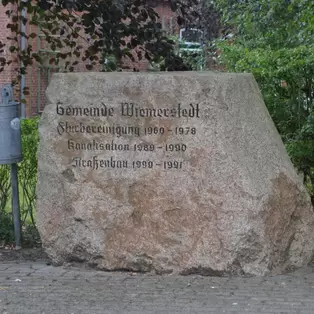 Gemeinde Wiemerstedt
Flurbereinigung 1960 - 1978
Kanalisation 1989 - 1990
Straßenbau 1990 - 1991